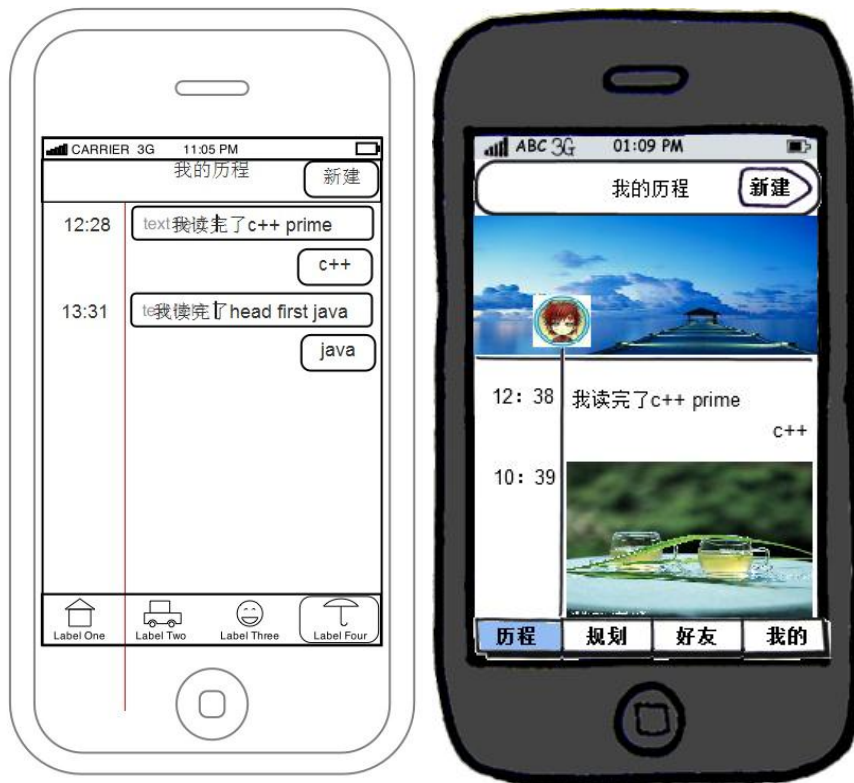 CARRIER 3G 11:05 PM
我的历程
新建
12:28
text 我读完了c++ prime
c++
13:31
我读完了head first java
java
Label One
Label Two
Label Three
Label Four
ABC 3G 01:09 PM
我的历程
新建
12: 38
我读完了c++ prime
c++
10: 39
历程
规划
好友
我的